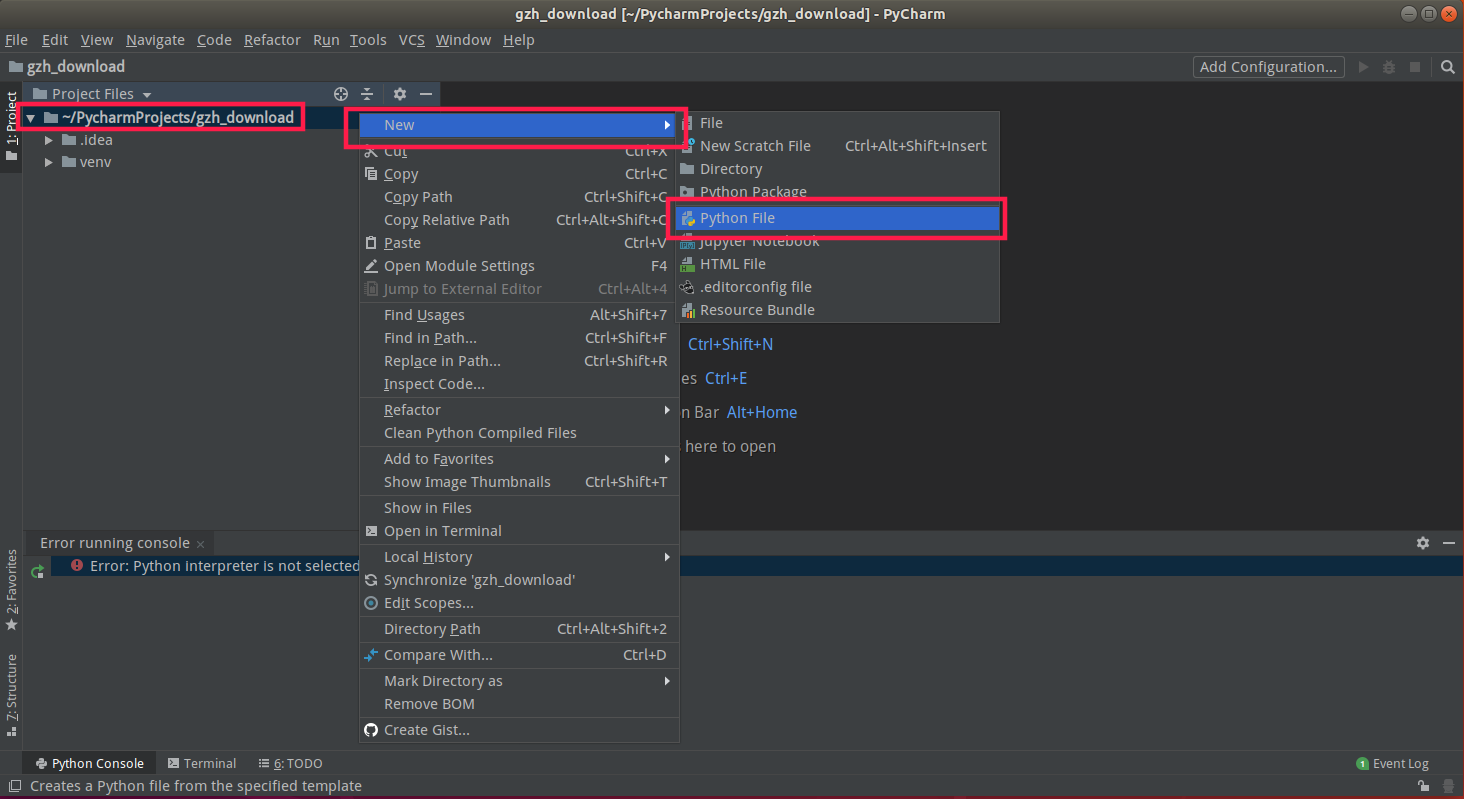 gzh_download [~/PycharmProjects/gzh_download] - PyCharm
File Edit View Navigate Code Refactor Run Tools VCS Window Help
gzh_download Add Configuration...
Project Files
1: Project
~/PycharmProjects/gzh_download
.idea
venv
New
Cut Ctrl+X
Copy Ctrl+C
Copy Path Ctrl+Shift+C
Copy Relative Path Ctrl+Alt+Shift+C
Paste Ctrl+V
Open Module Settings F4
Jump to External Editor Ctrl+Alt+4
Find Usages Alt+Shift+7
Find in Path... Ctrl+Shift+F
Replace in Path... Ctrl+Shift+R
Inspect Code...
Refactor
Clean Python Compiled Files
Add to Favorites
Show Image Thumbnails Ctrl+Shift+T
Show in Files
Open in Terminal
Local History
Synchronize 'gzh_download'
Edit Scopes...
Directory Path Ctrl+Alt+Shift+2
Compare With... Ctrl+D
Mark Directory as
Remove BOM
Create Gist...
File
New Scratch File Ctrl+Alt+Shift+Insert
Directory
Python Package
Python File
Jupyter Notebook
HTML File
.editorconfig file
Resource Bundle
Ctrl+Shift+N
es Ctrl+E
n Bar Alt+Home
here to open
Error running console
Error: Python interpreter is not selected
2: Favorites
7: Structure
Python Console Terminal 6: TODO 1 Event Log
Creates a Python file from the specified template